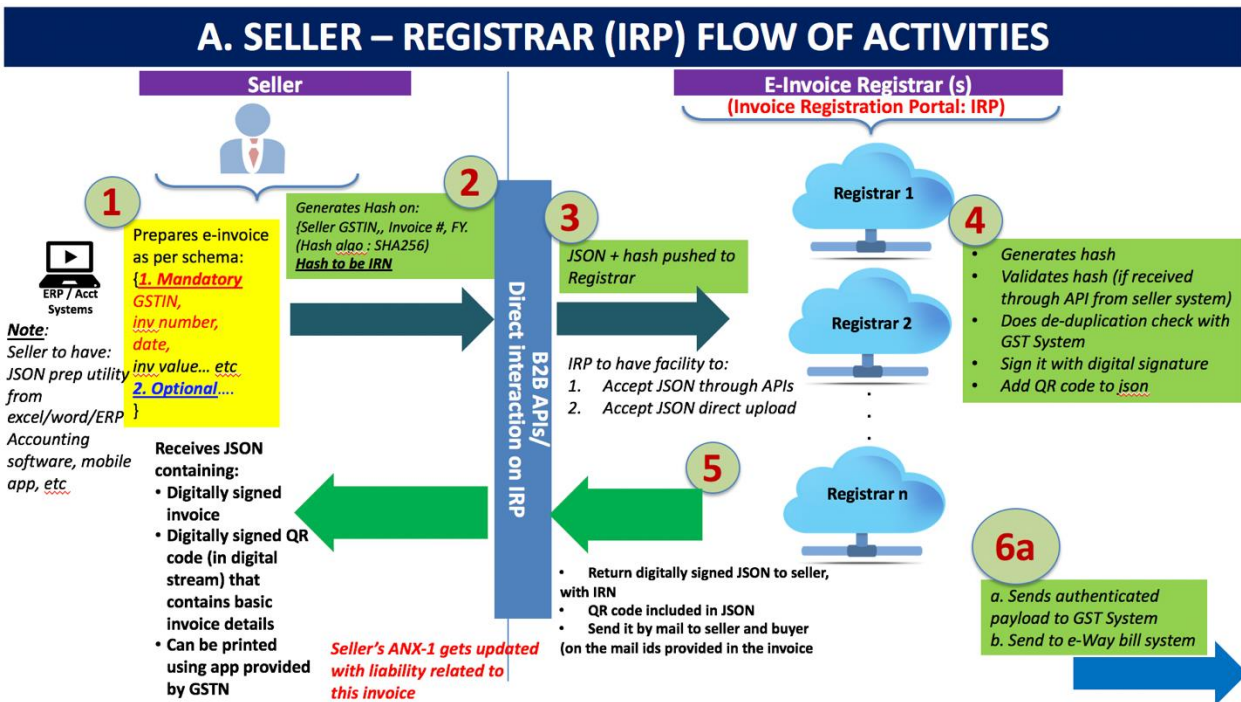 A. SELLER – REGISTRAR (IRP) FLOW OF ACTIVITIES
Seller
E-Invoice Registrar (s)
(Invoice Registration Portal: IRP)
1
ERP / Acct
Systems
Note:
Seller to have:
JSON prep utility
from
excel/word/ERP
Accounting
software, mobile
app, etc
Prepares e-invoice
as per schema:
{1. Mandatory
GSTIN,
inv number,
date,
inv value... etc
2. Optional....
}
2
Generates Hash on:
{Seller GSTIN,, Invoice #, FY.
(Hash algo : SHA256)
Hash to be IRN
B2B APIs/
Direct interaction on IRP
3
JSON + hash pushed to
Registrar
IRP to have facility to:
1. Accept JSON through APIs
2. Accept JSON direct upload
Registrar 1
Registrar 2
Registrar n
4
• Generates hash
• Validates hash (if received
through API from seller system)
• Does de-duplication check with
GST System
• Sign it with digital signature
• Add QR code to json
5
• Return digitally signed JSON to seller,
with IRN
• QR code included in JSON
• Send it by mail to seller and buyer
(on the mail ids provided in the invoice
Receives JSON
containing:
• Digitally signed
invoice
• Digitally signed QR
code (in digital
stream) that
contains basic
invoice details
• Can be printed
using app provided
by GSTN
Seller's ANX-1 gets updated
with liability related to
this invoice
6a
a. Sends authenticated
payload to GST System
b. Send to e-Way bill system